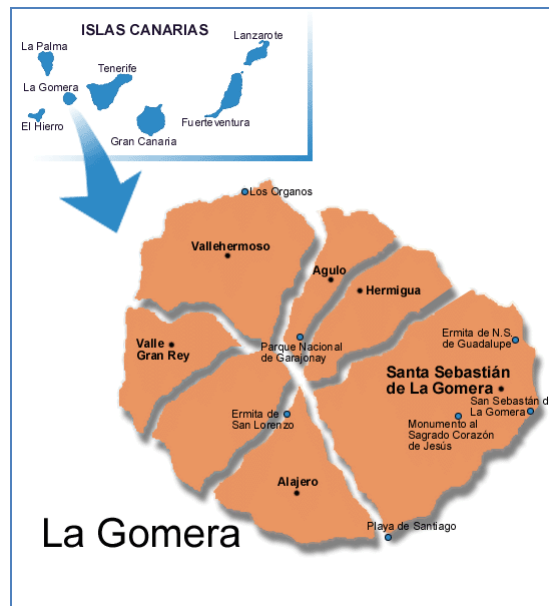 ISLAS CANARIAS
Lanzarote
La Palma
Tenerife
La Gomera
El Hierro
Fuerteventura
Gran Canaria
Los Organos
Vallehermoso
Agulo
Hermigua
Valle
Gran Rey
Parque Nacional
de Garajonay
Ermita de N.S.
de Guadalupe
Santa Sebastián
de La Gomera
San Sebastán d
La Gomera
Ermita de
San Lorenzo
Monumento al
Sagrado Corazón
de Jesús
Alajero
Playa de Santiago
La Gomera